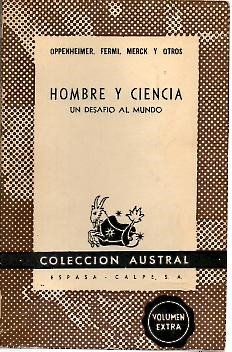 OPPENHEIMER, FERMI, MERCK Y OTROS
HOMBRE Y CIENCIA
UN DESAFIO AL MUNDO
COLECCION AUSTRAL
ESPASA - CALPE, S.A.
VOLUMEN
EXTRA